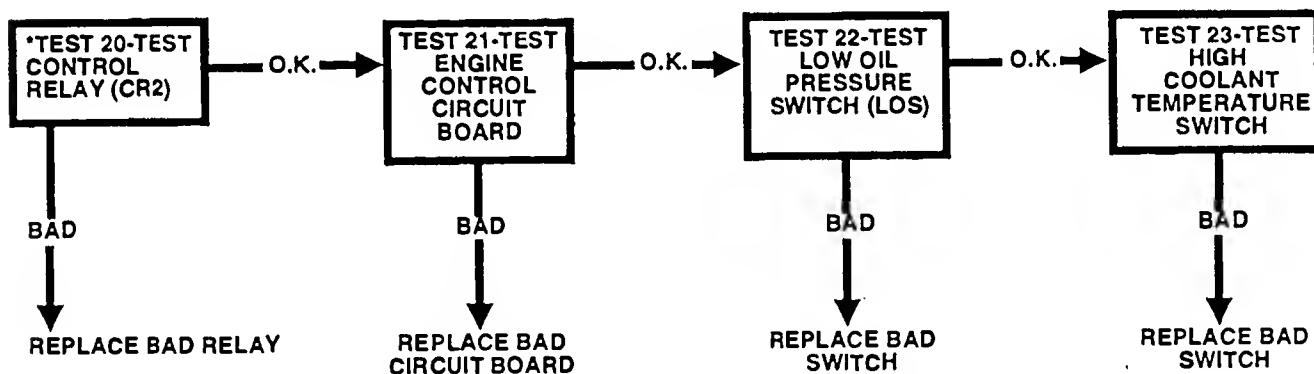 *TEST 20-TEST
CONTROL
RELAY (CR2)
O.K.
TEST 21-TEST
ENGINE
CONTROL
CIRCUIT
BOARD
O.K.
TEST 22-TEST
LOW OIL
PRESSURE
SWITCH (LOS)
O.K.
TEST 23-TEST
HIGH
COOLANT
TEMPERATURE
SWITCH
BAD
BAD
BAD
BAD
REPLACE BAD RELAY
REPLACE BAD
CIRCUIT BOARD
REPLACE BAD
SWITCH
REPLACE BAD
SWITCH